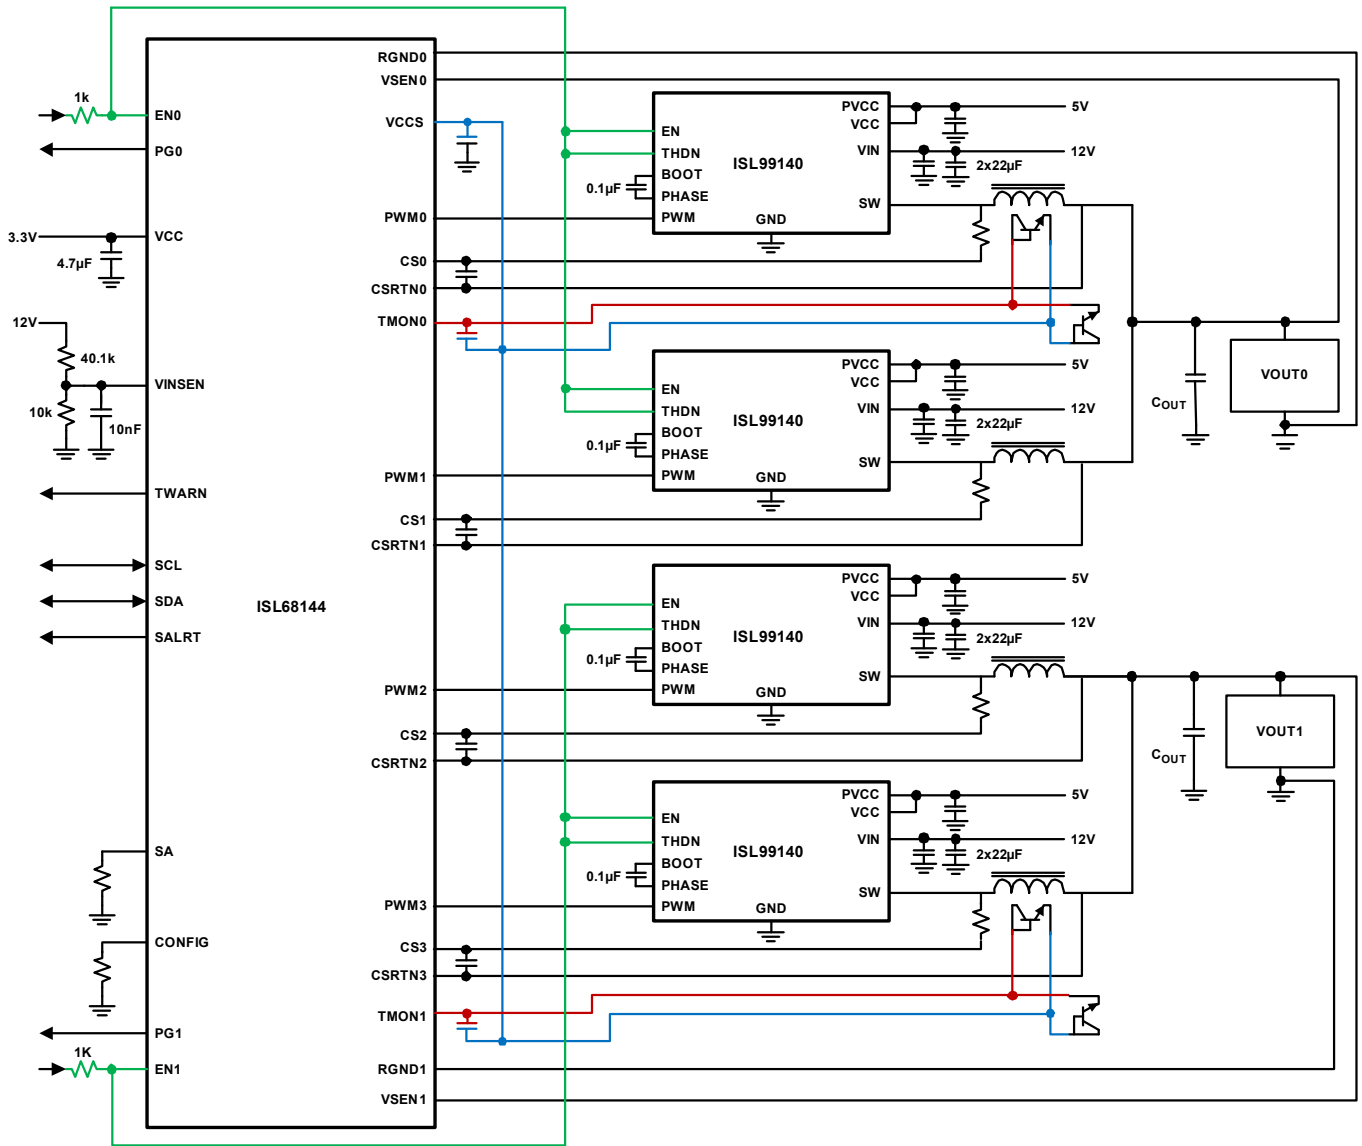 1k
EN0
PG0
3.3V
VCC
4.7µF
12V
40.1k
VINSEN
10k
10nF
TWARN
SCL
SDA
SALRT
SA
CONFIG
PG1
1K
EN1
ISL68144
RGND0
VSEN0
VCCS
PWM0
CS0
CSRTN0
TMON0
PWM1
CS1
CSRTN1
PWM2
CS2
CSRTN2
PWM3
CS3
CSRTN3
TMON1
RGND1
VSEN1
EN
THDN
BOOT
PHASE
PWM
0.1µF
ISL99140
GND
PVCC
VCC
VIN
SW
5V
12V
2x22µF
EN
THDN
BOOT
PHASE
PWM
0.1µF
ISL99140
GND
PVCC
VCC
VIN
SW
5V
12V
2x22µF
COUT
VOUT0
EN
THDN
BOOT
PHASE
PWM
0.1µF
ISL99140
GND
PVCC
VCC
VIN
SW
5V
12V
2x22µF
COUT
VOUT1
EN
THDN
BOOT
PHASE
PWM
0.1µF
ISL99140
GND
PVCC
VCC
VIN
SW
5V
12V
2x22µF